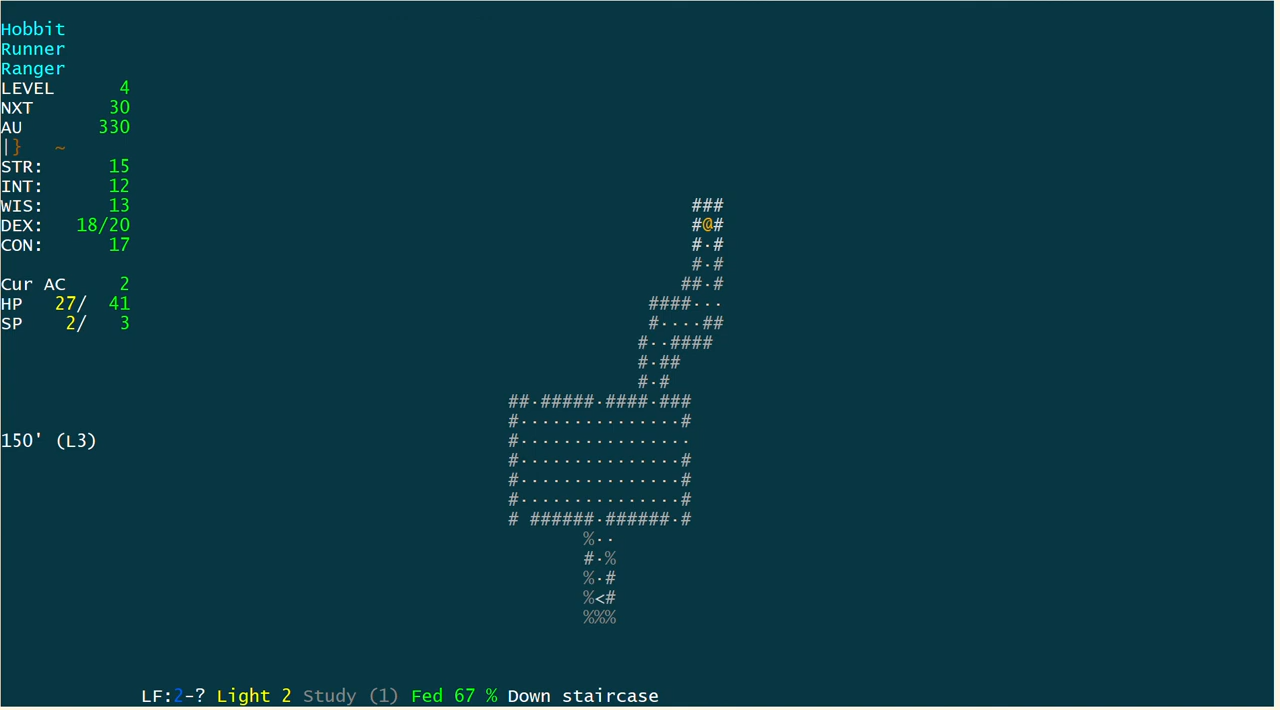 Hobbit
Runner
Ranger
LEVEL 4
NXT 30
AU 330
|} ~
STR: 15
INT: 12
WIS: 13
DEX: 18/20
CON: 17
Cur AC 2
HP 27/ 41
SP 2/ 3
150' (L3)
###
#@#
#·#
#·#
##·#
####···
#····##
#··####
#·##
#·#
##·#####·####·###
#···············#
#···············
#···············#
#···············#
#···············#
# ######·######·#
%··
#·%
%·#
%<#
%%%
LF:2-? Light 2 Study (1) Fed 67 % Down staircase